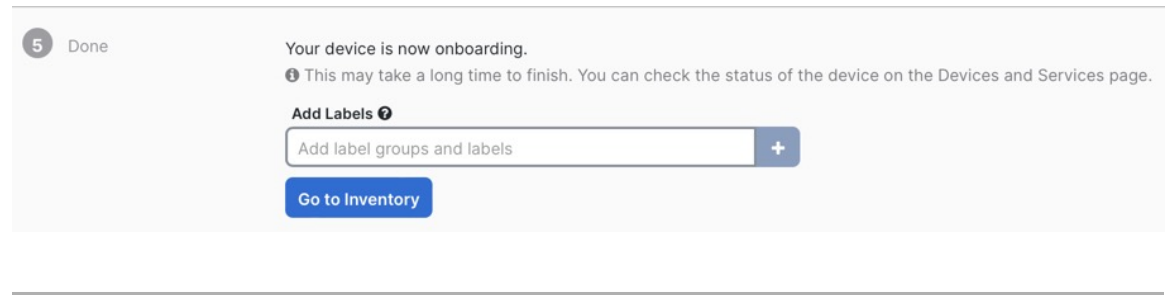 5 Done
Your device is now onboarding.
This may take a long time to finish. You can check the status of the device on the Devices and Services page.
Add Labels
Add label groups and labels
+
Go to Inventory